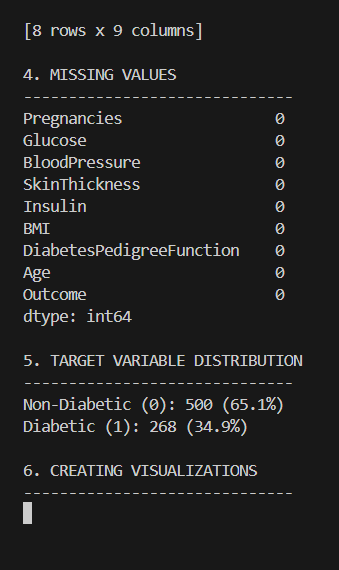 [8 rows x 9 columns]
4. MISSING VALUES
------------------------------
Pregnancies                 0
Glucose                     0
BloodPressure               0
SkinThickness               0
Insulin                     0
BMI                         0
DiabetesPedigreeFunction    0
Age                         0
Outcome                     0
dtype: int64
5. TARGET VARIABLE DISTRIBUTION
------------------------------
Non-Diabetic (0): 500 (65.1%)
Diabetic (1): 268 (34.9%)
6. CREATING VISUALIZATIONS
------------------------------